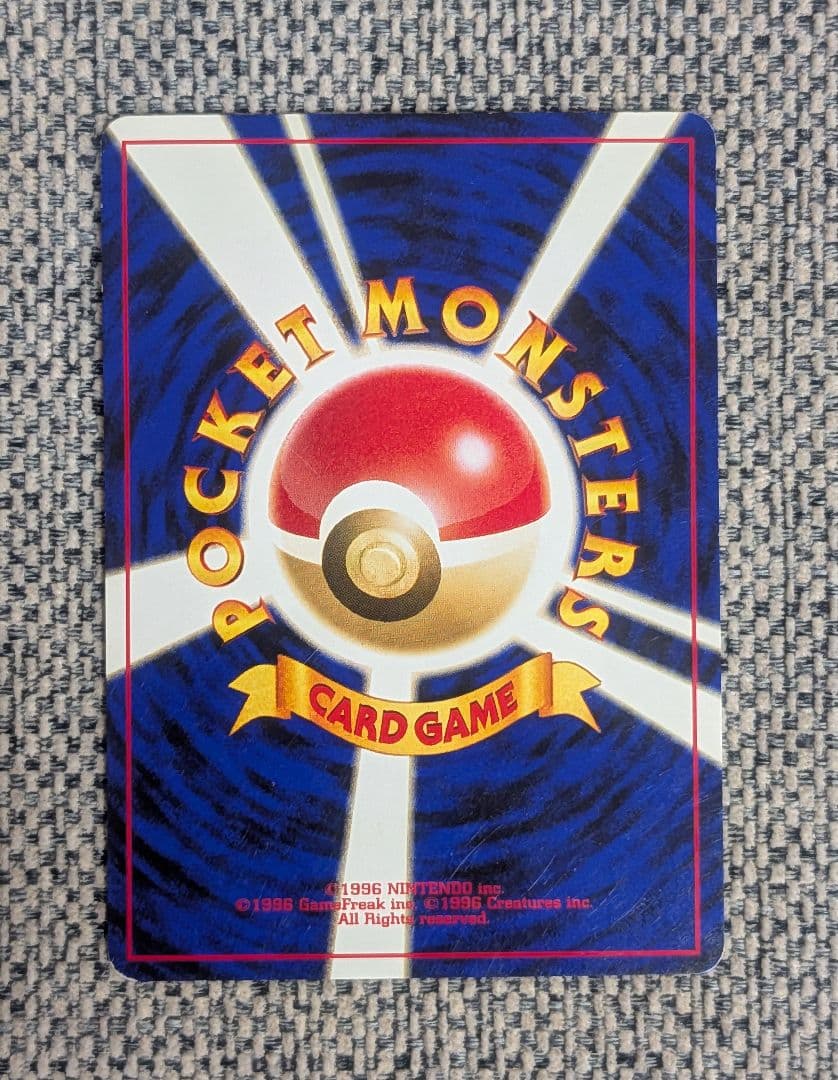 POCKET MONSTERS
CARD GAME
©1996 NINTENDO inc.
©1996 GameFreak inc. ©1996 Creatures inc.
All Rights reserved.